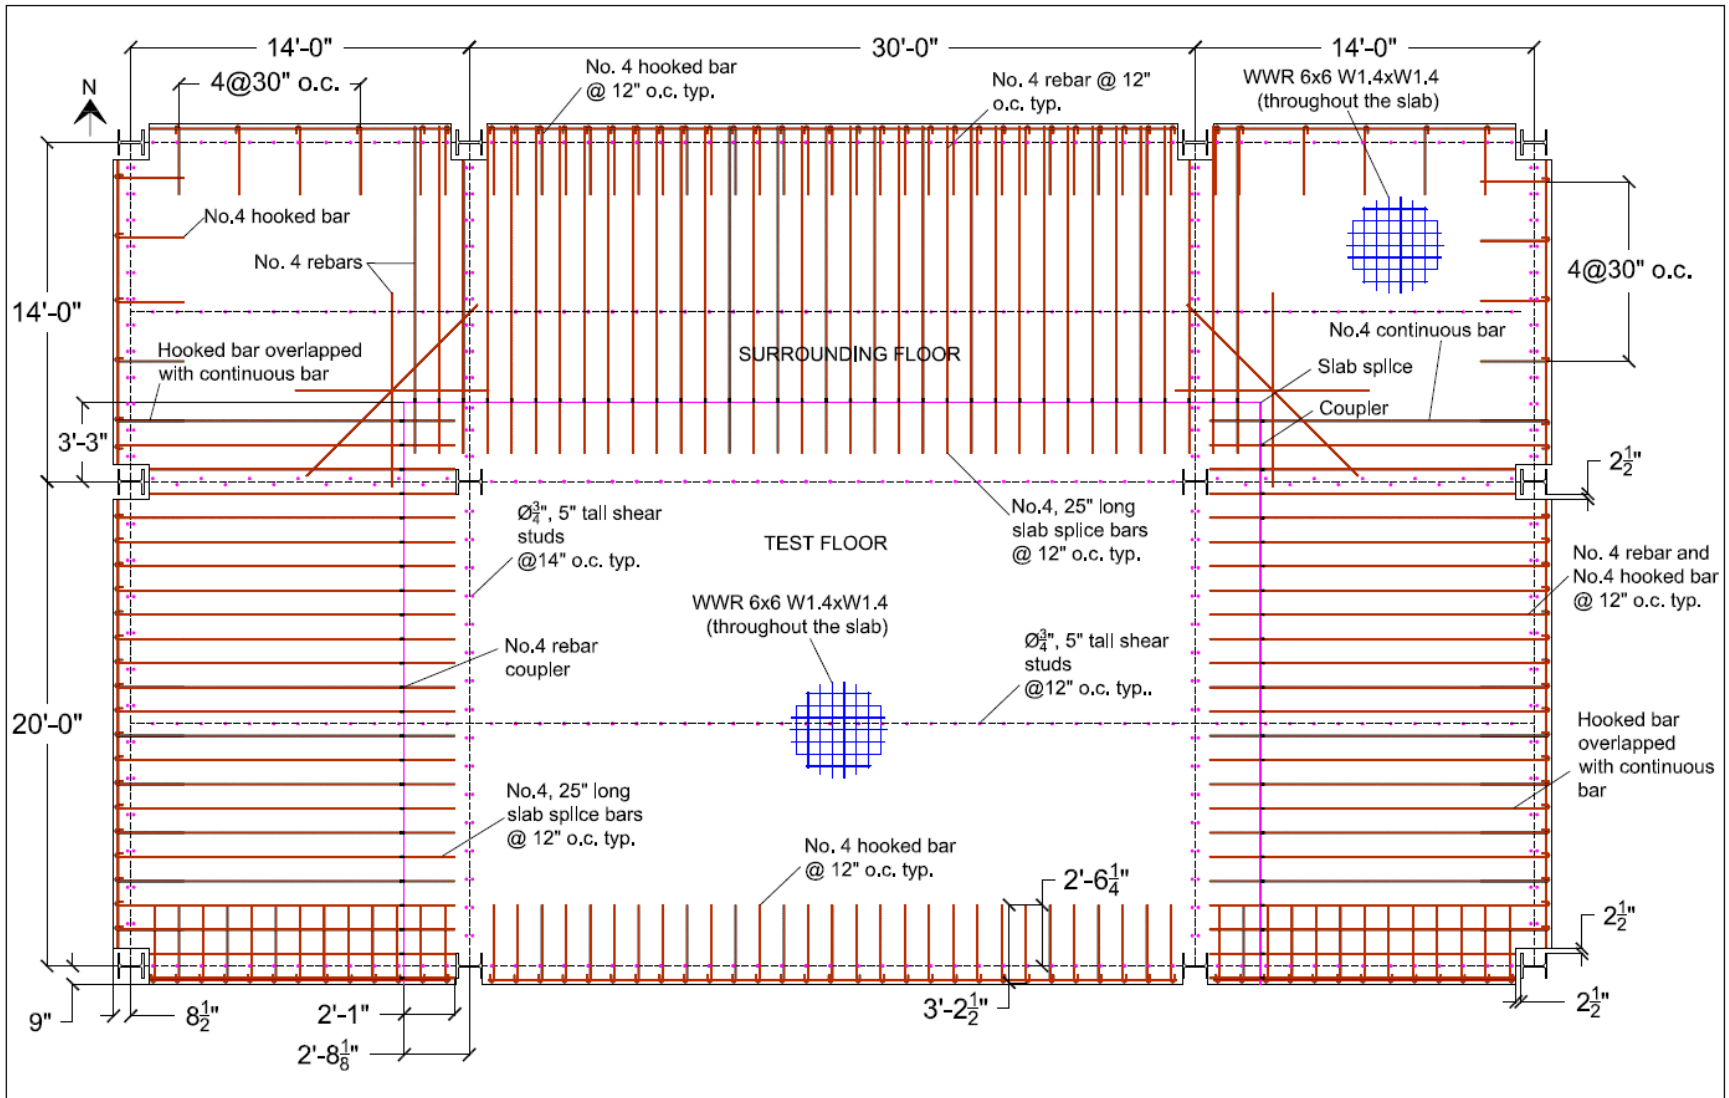 14'-0"
30'-0"
14'-0"
4@30" o.c.
No. 4 hooked bar
@ 12" o.c. typ.
No. 4 rebar @ 12"
o.c. typ.
WWR 6x6 W1.4xW1.4
(throughout the slab)
N
No.4 hooked bar
No. 4 rebars
4@30" o.c.
14'-0"
No.4 continuous bar
Hooked bar overlapped
with continuous bar
SURROUNDING FLOOR
Slab splice
Coupler
3'-3"
2½"
Ø¾", 5" tall shear
studs
@14" o.c. typ.
TEST FLOOR
No.4, 25" long
slab splice bars
@ 12" o.c. typ.
No. 4 rebar and
No.4 hooked bar
@ 12" o.c. typ.
WWR 6x6 W1.4xW1.4
(throughout the slab)
No.4 rebar
coupler
Ø¾", 5" tall shear
studs
@12" o.c. typ..
20'-0"
Hooked bar
overlapped
with continuous
bar
No.4, 25" long
slab splice bars
@ 12" o.c. typ.
No. 4 hooked bar
@ 12" o.c. typ.
2'-6¼"
2½"
9"
8½"
2'-1"
3'-2½"
2½"
2'-8⅛"